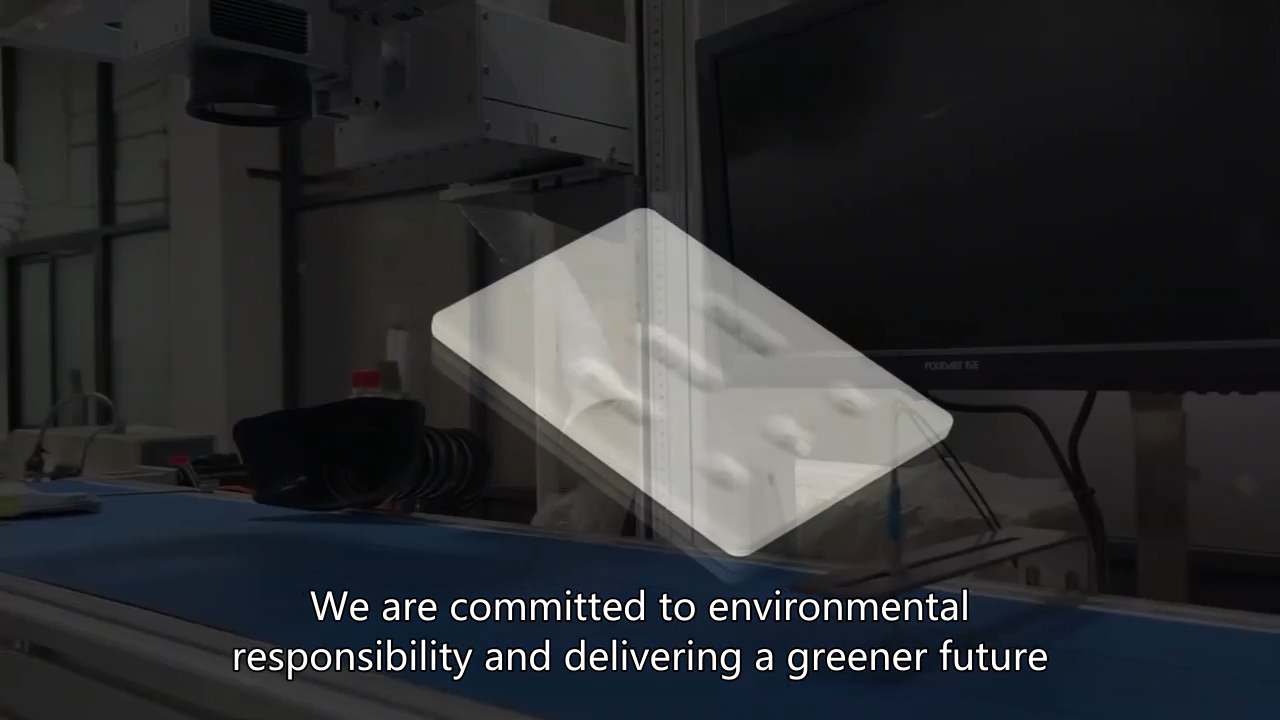 We are committed to environmental
responsibility and delivering a greener future